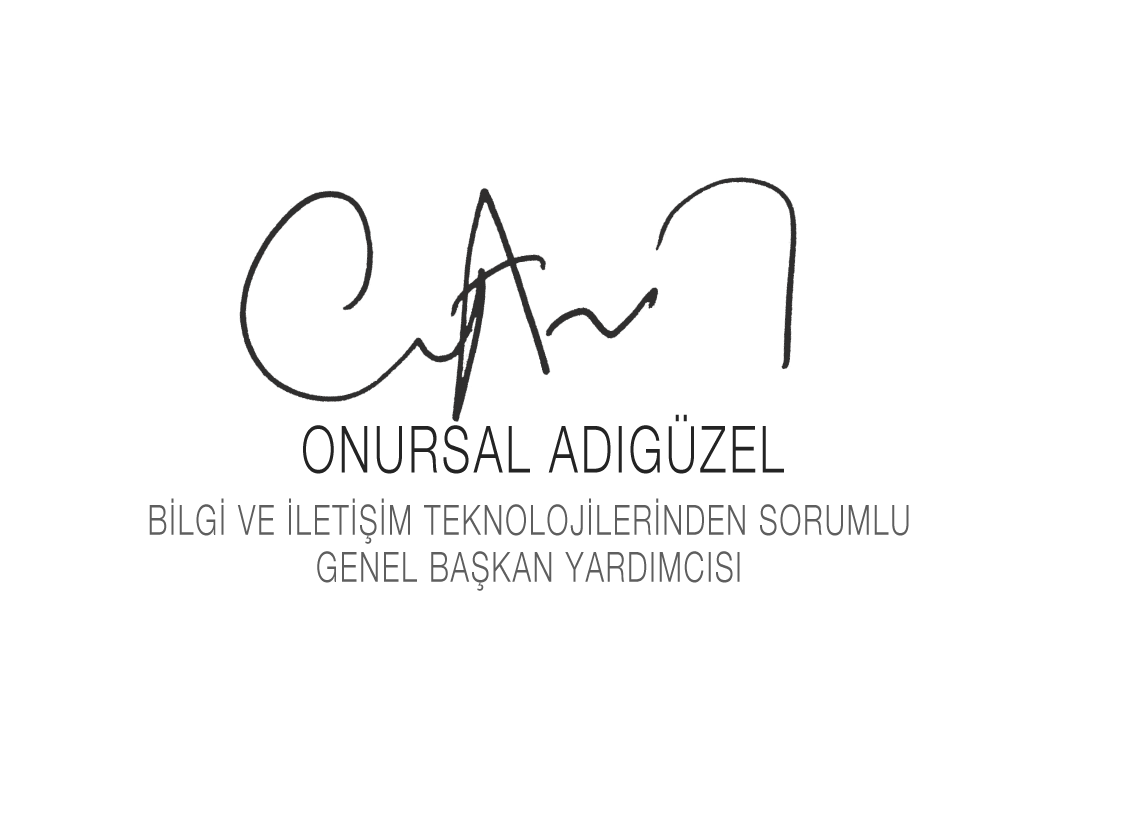 ONURSAL ADIGÜZEL
BİLGİ VE İLETİŞİM TEKNOLOJİLERİNDEN SORUMLU
GENEL BAŞKAN YARDIMCISI